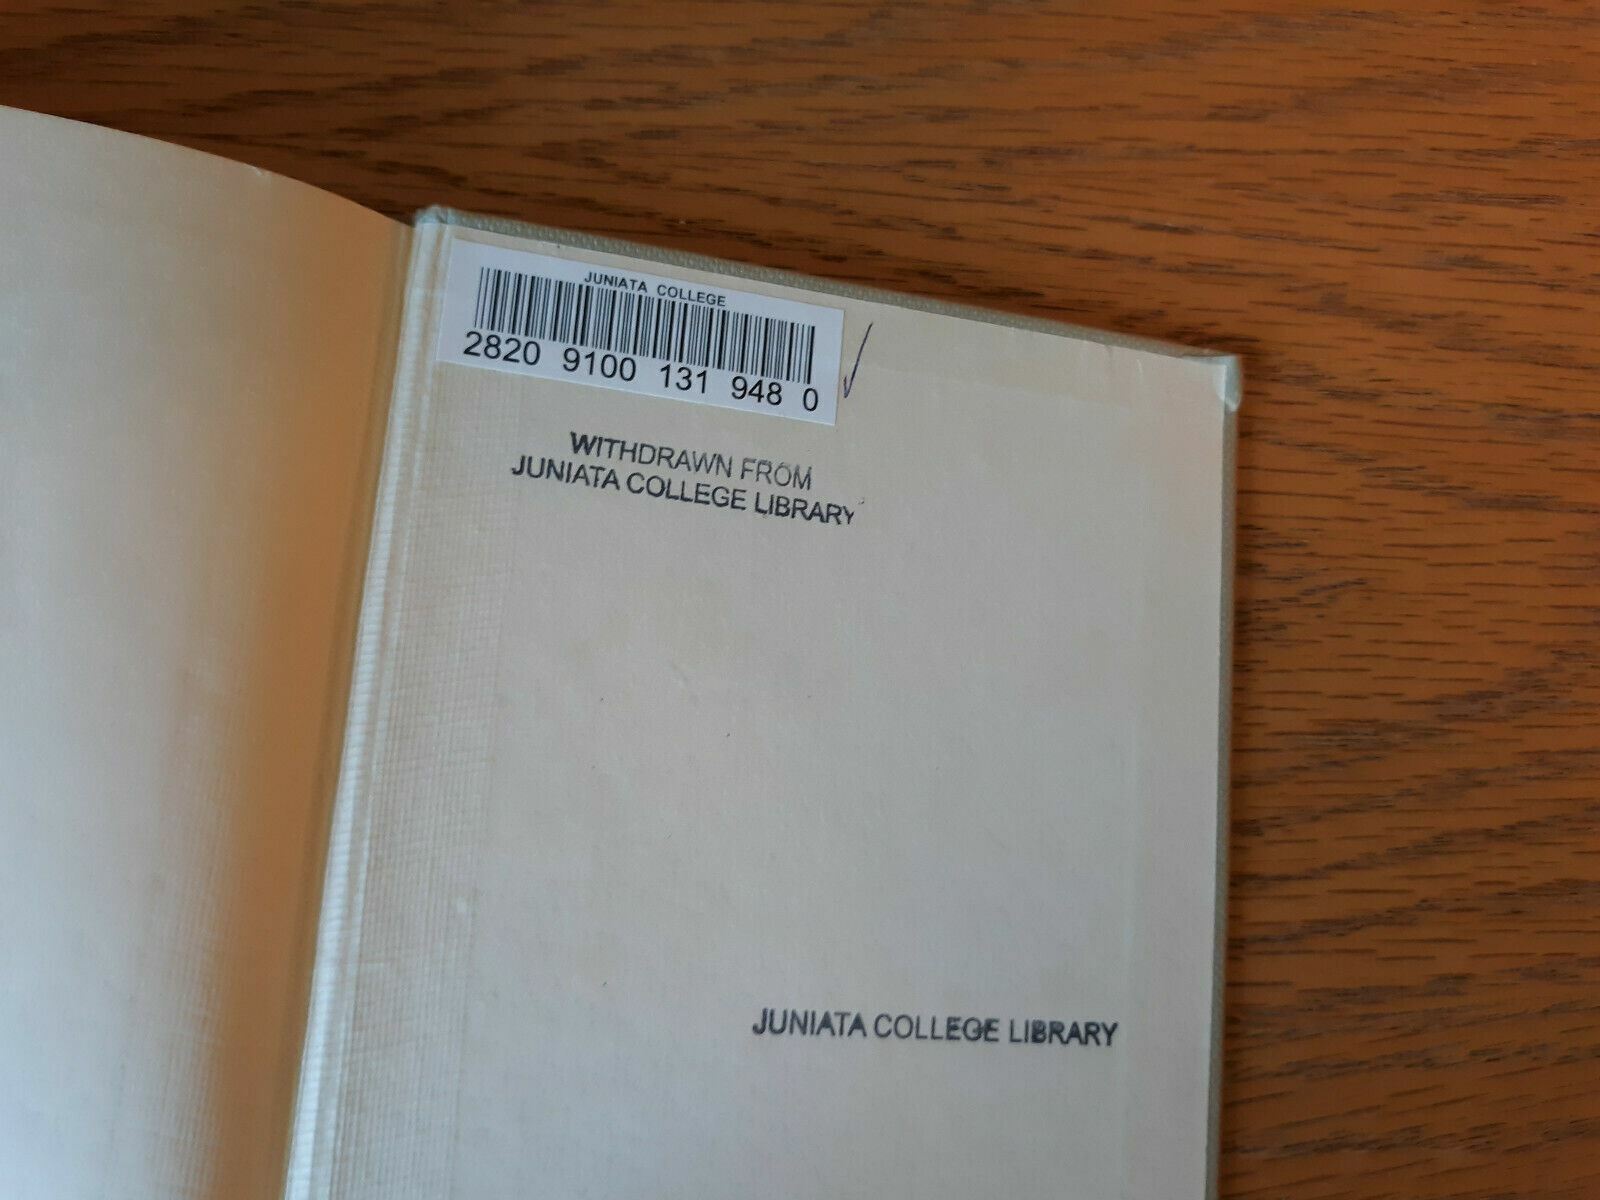 JUNIATA COLLEGE
2820 9100 131 948 0
WITHDRAWN FROM
JUNIATA COLLEGE LIBRARY
JUNIATA COLLEGE LIBRARY